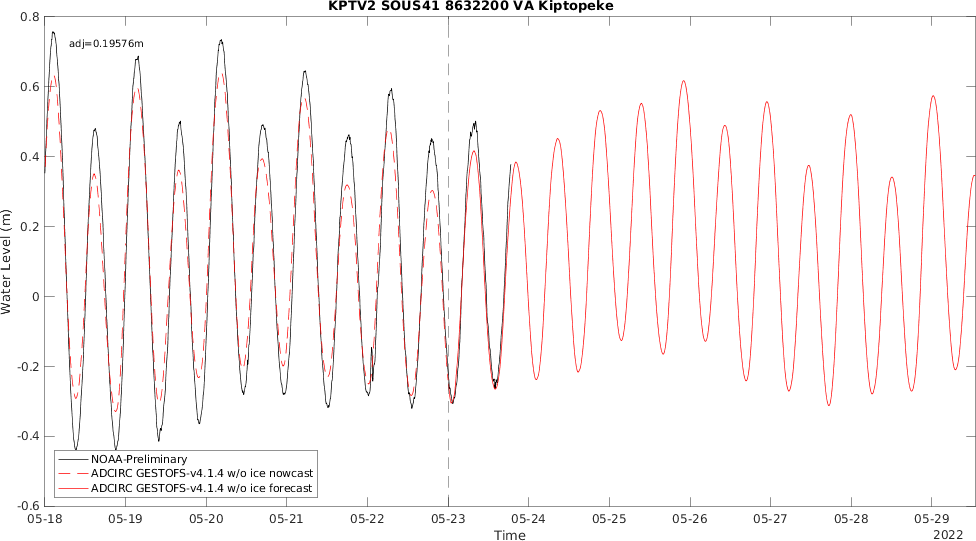 KPTV2 SOUS41 8632200 VA Kiptopeke
adj=0.19576m
0.8
0.6
0.4
0.2
0
-0.2
-0.4
-0.6
Water Level (m)
NOAA-Preliminary
ADCIRC GESTOFS-v4.1.4 w/o ice nowcast
ADCIRC GESTOFS-v4.1.4 w/o ice forecast
05-18 05-19 05-20 05-21 05-22 05-23 05-24 05-25 05-26 05-27 05-28 05-29
Time
2022